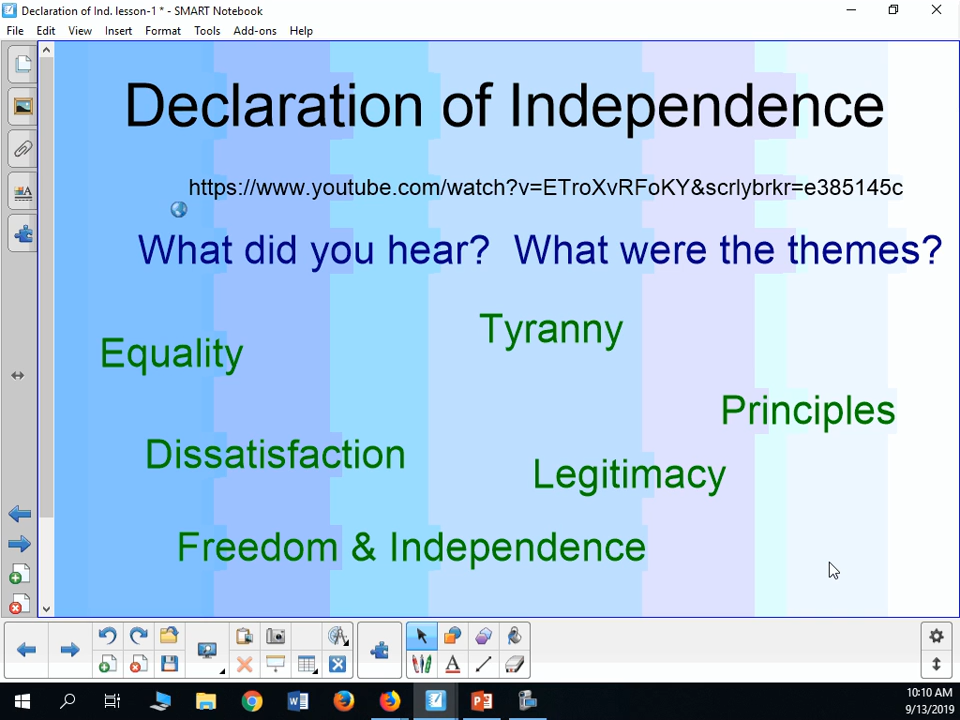 Declaration of Ind. lesson-1 * - SMART Notebook
File Edit View Insert Format Tools Add-ons Help
Declaration of Independence
https://www.youtube.com/watch?v=ETroXvRFoKY&scrlybrkr=e385145c
What did you hear? What were the themes?
Tyranny
Equality
Principles
Dissatisfaction
Legitimacy
Freedom & Independence
10:10 AM
9/13/2019